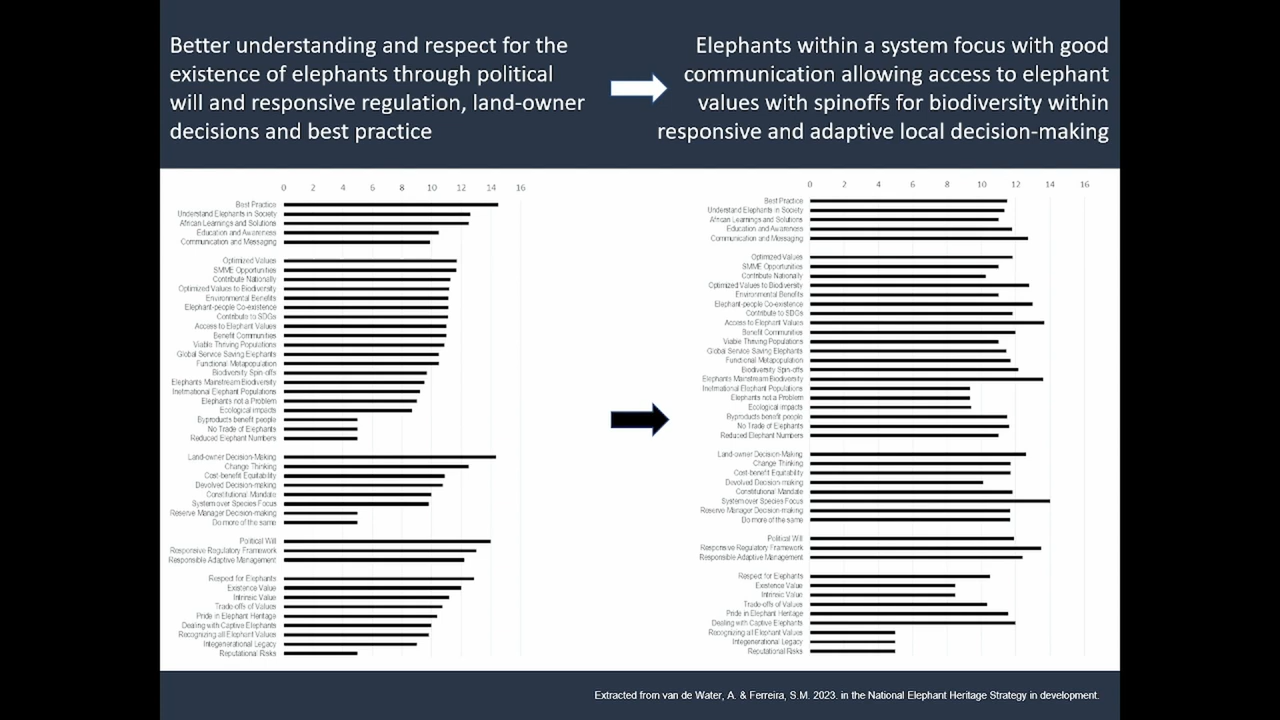 Better understanding and respect for the
existence of elephants through political
will and responsive regulation, land-owner
decisions and best practice
Elephants within a system focus with good
communication allowing access to elephant
values with spinoffs for biodiversity within
responsive and adaptive local decision-making
0 2 4 6 8 10 12 14 16
Best Practice
Understand Elephants in Society
African Learnings and Solutions
Education and Awareness
Communication and Messaging
Optimized Values
SMME Opportunities
Contribute Nationally
Optimized Values to Biodiversity
Environmental Benefits
Elephant-people Co-existence
Contribute to SDGs
Access to Elephant Values
Benefit Communities
Viable Thriving Populations
Global Service Saving Elephants
Functional Metapopulation
Biodiversity Spin-offs
Elephants Mainstream Biodiversity
International Elephant Populations
Elephants not a Problem
Ecological impacts
Byproducts benefit people
No Trade of Elephants
Reduced Elephant Numbers
Land-owner Decision-Making
Change Thinking
Cost-benefit Equitability
Devolved Decision-making
Constitutional Mandate
System over Species Focus
Reserve Manager Decision-making
Do more of the same
Political Will
Responsive Regulatory Framework
Responsible Adaptive Management
Respect for Elephants
Existence Value
Intrinsic Value
Trade-offs of Values
Pride in Elephant Heritage
Dealing with Captive Elephants
Recognizing all Elephant Values
Integenerational Legacy
Reputational Risks
0 2 4 6 8 10 12 14 16
Best Practice
Understand Elephants in Society
African Learnings and Solutions
Education and Awareness
Communication and Messaging
Optimized Values
SMME Opportunities
Contribute Nationally
Optimized Values to Biodiversity
Environmental Benefits
Elephant-people Co-existence
Contribute to SDGs
Access to Elephant Values
Benefit Communities
Viable Thriving Populations
Global Service Saving Elephants
Functional Metapopulation
Biodiversity Spin-offs
Elephants Mainstream Biodiversity
International Elephant Populations
Elephants not a Problem
Ecological impacts
Byproducts benefit people
No Trade of Elephants
Reduced Elephant Numbers
Land-owner Decision-Making
Change Thinking
Cost-benefit Equitability
Devolved Decision-making
Constitutional Mandate
System over Species Focus
Reserve Manager Decision-making
Do more of the same
Political Will
Responsive Regulatory Framework
Responsible Adaptive Management
Respect for Elephants
Existence Value
Intrinsic Value
Trade-offs of Values
Pride in Elephant Heritage
Dealing with Captive Elephants
Recognizing all Elephant Values
Integenerational Legacy
Reputational Risks
Extracted from van de Water, A. & Ferreira, S.M. 2023. in the National Elephant Heritage Strategy in development.